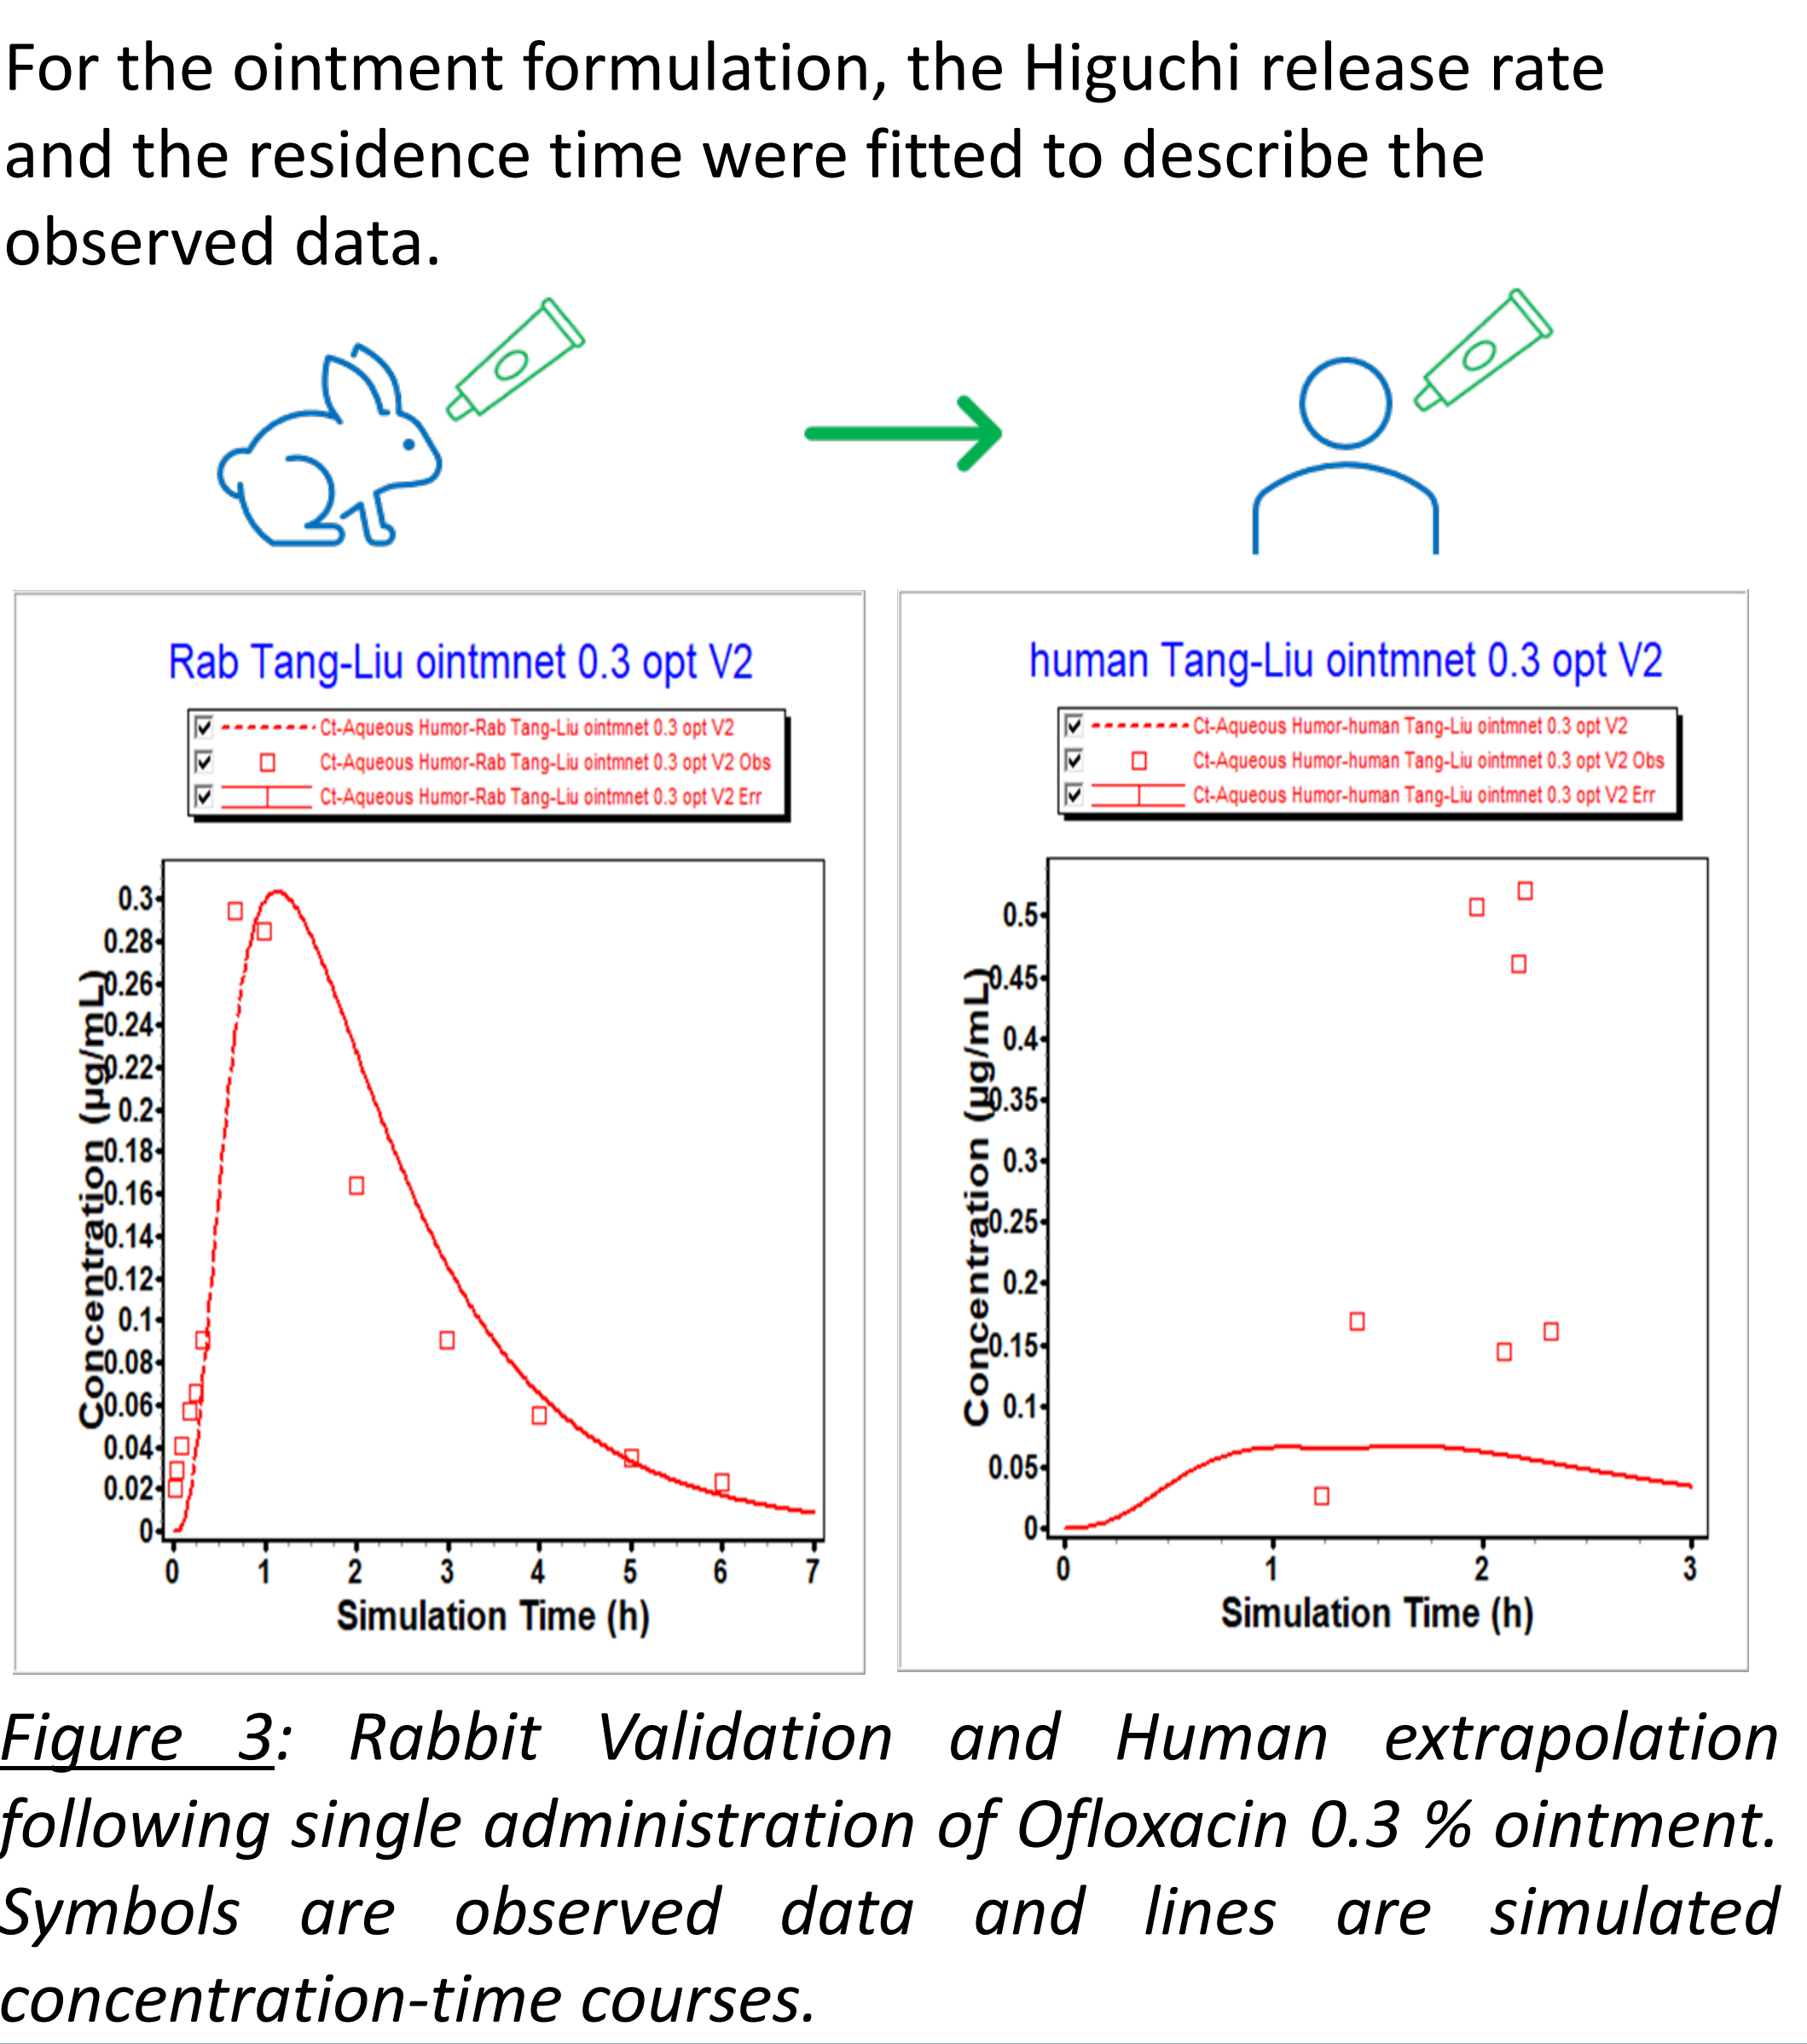 For the ointment formulation, the Higuchi release rate
and the residence time were fitted to describe the
observed data.
Rab Tang-Liu ointmnet 0.3 opt V2
Ct-Aqueous Humor-Rab Tang-Liu ointmnet 0.3 opt V2
Ct-Aqueous Humor-Rab Tang-Liu ointmnet 0.3 opt V2 Obs
Ct-Aqueous Humor-Rab Tang-Liu ointmnet 0.3 opt V2 Err
Concentration (µg/mL)
0.3
0.28
0.26
0.24
0.22
0.2
0.18
0.16
0.14
0.12
0.1
0.08
0.06
0.04
0.02
0
0 1 2 3 4 5 6 7
Simulation Time (h)
human Tang-Liu ointmnet 0.3 opt V2
Ct-Aqueous Humor-human Tang-Liu ointmnet 0.3 opt V2
Ct-Aqueous Humor-human Tang-Liu ointmnet 0.3 opt V2 Obs
Ct-Aqueous Humor-human Tang-Liu ointmnet 0.3 opt V2 Err
Concentration (µg/mL)
0.5
0.45
0.4
0.35
0.3
0.25
0.2
0.15
0.1
0.05
0
0 1 2 3
Simulation Time (h)
Figure 3: Rabbit Validation and Human extrapolation
following single administration of Ofloxacin 0.3 % ointment.
Symbols are observed data and lines are simulated
concentration-time courses.